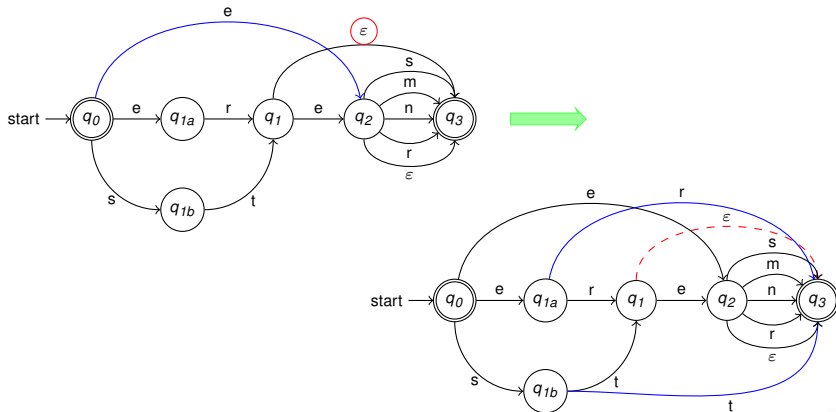 e
ε
s
m
start q0 e q1a r q1 e q2 n q3
r
ε
s q1b t
e r ε
s
m
start q0 e q1a r q1 e q2 n q3
r
ε
s q1b t
t